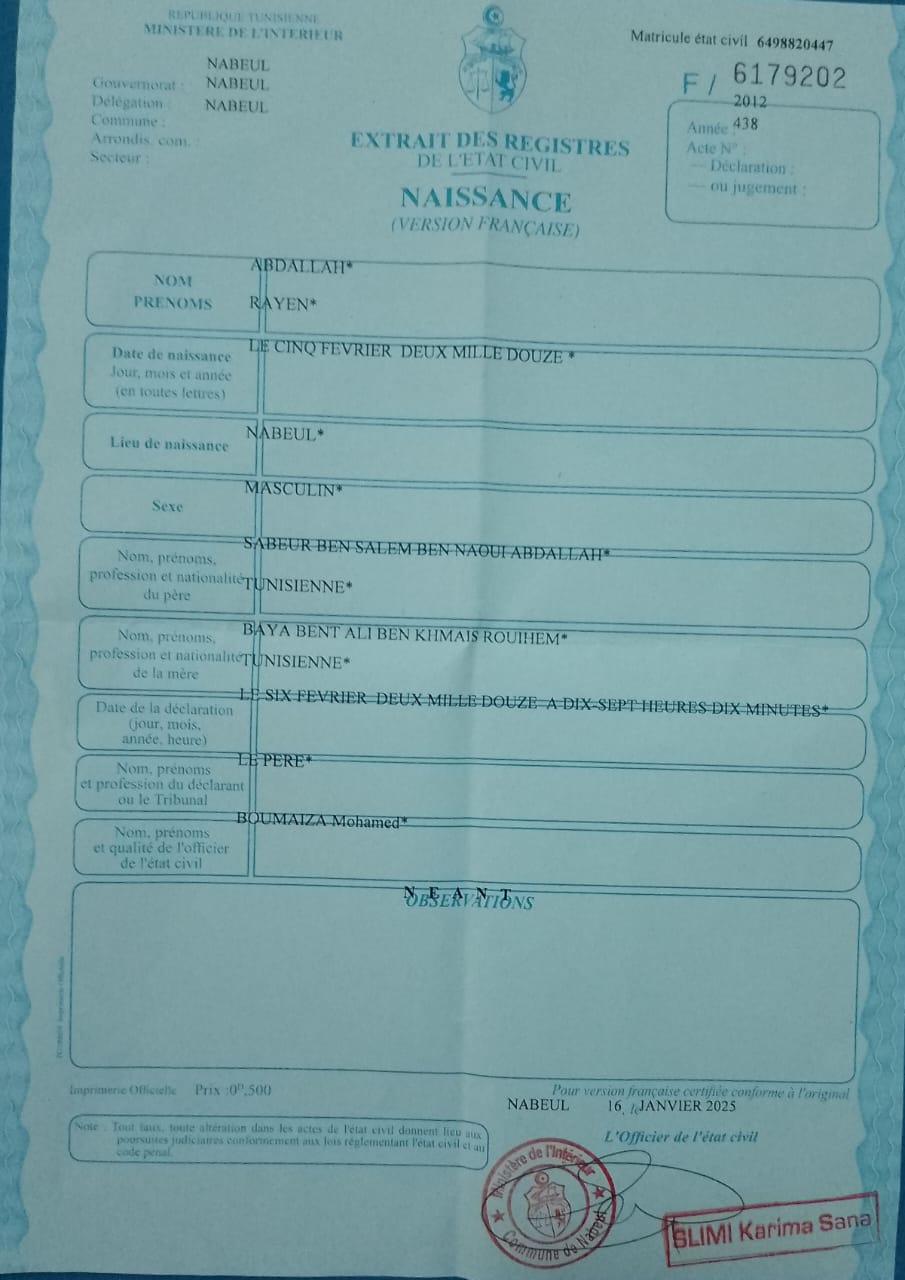 REPUBLIQUE TUNISIENNE
MINISTERE DE L'INTERIEUR
Matricule état civil 6498820447
F / 6179202
NABEUL
Gouvernorat : NABEUL
Délégation : NABEUL
Commune :
Arrondis. com. :
Secteur :
2012
Année : 438
Acte N° :
— Déclaration :
— ou jugement :
EXTRAIT DES REGISTRES
DE L'ETAT CIVIL
NAISSANCE
(VERSION FRANÇAISE)
ABDALLAH*
NOM
PRENOMS RAYEN*
LE CINQ FEVRIER DEUX MILLE DOUZE *
Date de naissance
Jour, mois et année
(en toutes lettres)
NABEUL*
Lieu de naissance
MASCULIN*
Sexe
SABEUR BEN SALEM BEN NAOUI ABDALLAH*
Nom, prénoms,
profession et nationalité TUNISIENNE*
du père
BAYA BENT ALI BEN KHMAIS ROUIHEM*
Nom, prénoms,
profession et nationalité TUNISIENNE*
de la mère
LE SIX FEVRIER DEUX MILLE DOUZE A DIX-SEPT HEURES DIX MINUTES*
Date de la déclaration
(jour, mois,
année, heure)
LE PERE*
Nom, prénoms
et profession du déclarant
ou le Tribunal
BOUMAIZA Mohamed*
Nom, prénoms
et qualité de l'officier
de l'état civil
N E A N T
OBSERVATIONS
Imprimerie Officielle Prix :0ᴰ,500
Pour version française certifiée conforme à l'original
NABEUL 16 JANVIER 2025
L'Officier de l'état civil
Note : Tout faux, toute altération dans les actes de l'état civil donnent lieu aux
poursuites judiciaires conformement aux lois réglementant l'état civil et au
code penal.
Ministère de l'Intérieur
Commune de Nabeul
SLIMI Karima Sana